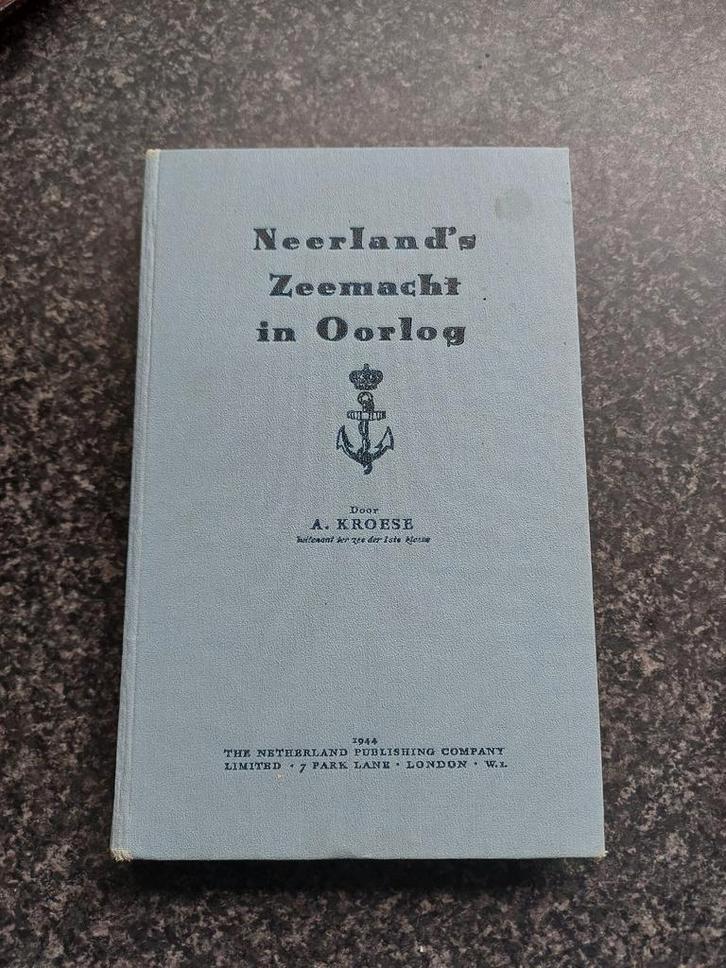 Neerland's
Zeemacht
in Oorlog
Door
A. KROESE
luitenant ter zee der 1ste klasse
1944
THE NETHERLAND PUBLISHING COMPANY
LIMITED · 7 PARK LANE · LONDON · W.1.